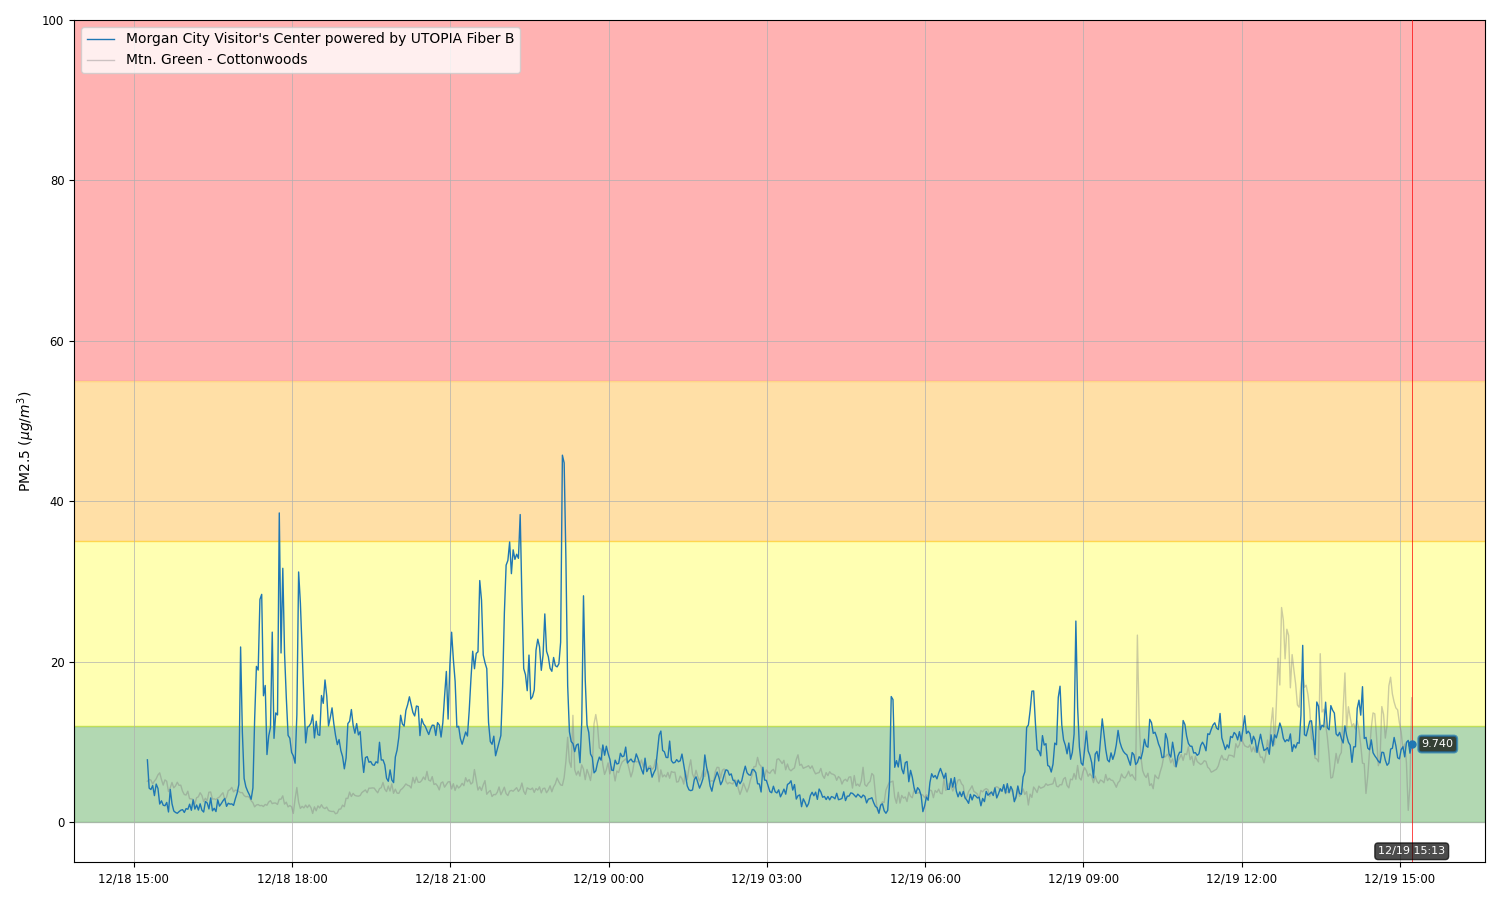 100
80
60
40
20
0
PM2.5 (μg/m³)
Morgan City Visitor's Center powered by UTOPIA Fiber B
Mtn. Green - Cottonwoods
9.740
12/19 15:13
12/18 15:00 12/18 18:00 12/18 21:00 12/19 00:00 12/19 03:00 12/19 06:00 12/19 09:00 12/19 12:00 12/19 15:00